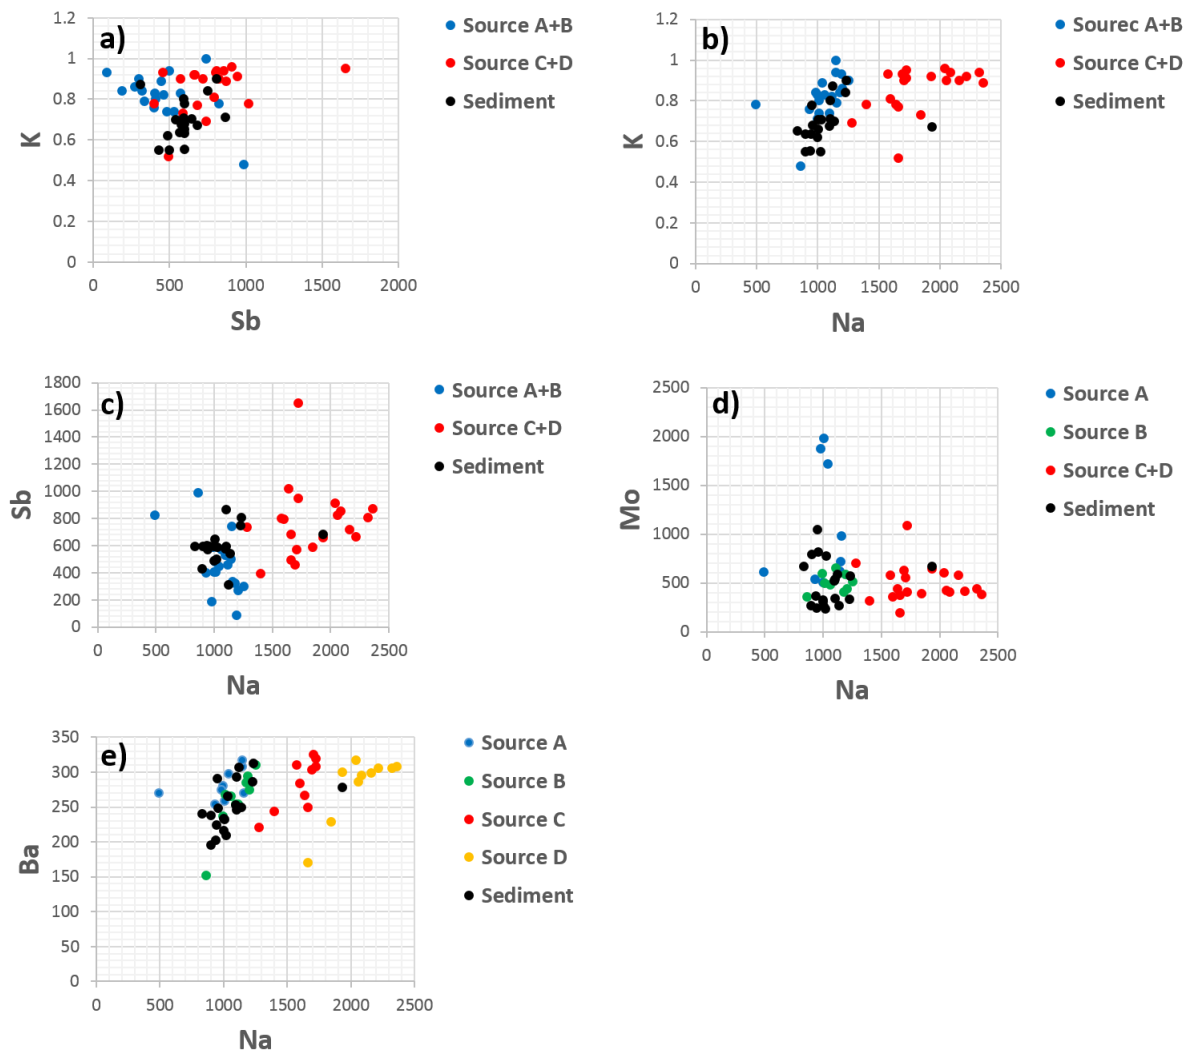 a)
1.2
1
0.8
0.6
0.4
0.2
0
K
0 500 1000 1500 2000
Sb
Source A+B
Source C+D
Sediment
b)
1.2
1
0.8
0.6
0.4
0.2
0
K
0 500 1000 1500 2000 2500
Na
Sourec A+B
Source C+D
Sediment
c)
1800
1600
1400
1200
1000
800
600
400
200
0
Sb
0 500 1000 1500 2000 2500
Na
Source A+B
Source C+D
Sediment
d)
2500
2000
1500
1000
500
0
Mo
0 500 1000 1500 2000 2500
Na
Source A
Source B
Source C+D
Sediment
e)
350
300
250
200
150
100
50
0
Ba
0 500 1000 1500 2000 2500
Na
Source A
Source B
Source C
Source D
Sediment